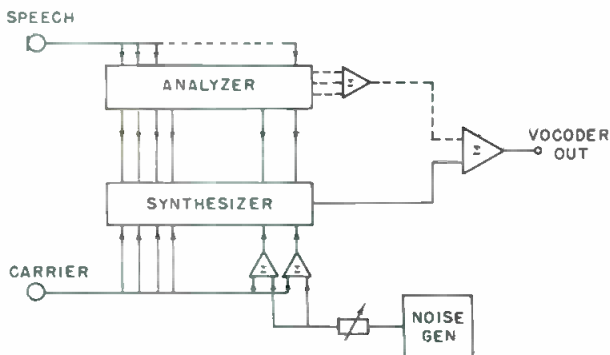 SPEECH
ANALYZER
Σ
Σ
VOCODER
OUT
SYNTHESIZER
CARRIER
Σ
Σ
NOISE
GEN